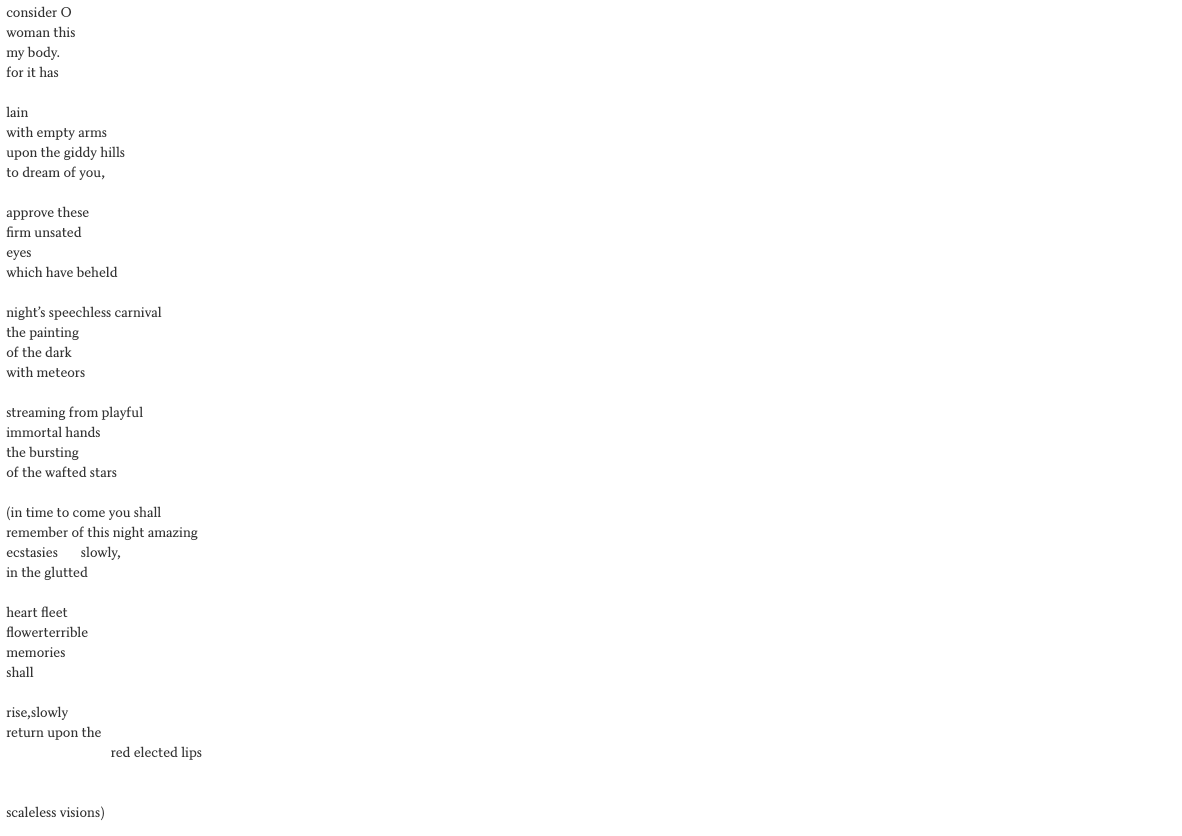 consider O
woman this
my body.
for it has

lain
with empty arms
upon the giddy hills
to dream of you,

approve these
firm unsated
eyes
which have beheld

night’s speechless carnival
the painting
of the dark
with meteors

streaming from playful
immortal hands
the bursting
of the wafted stars

(in time to come you shall
remember of this night amazing
ecstasies      slowly,
in the glutted

heart fleet
flowerterrible
memories
shall

rise,slowly
return upon the
                            red elected lips

scaleless visions)